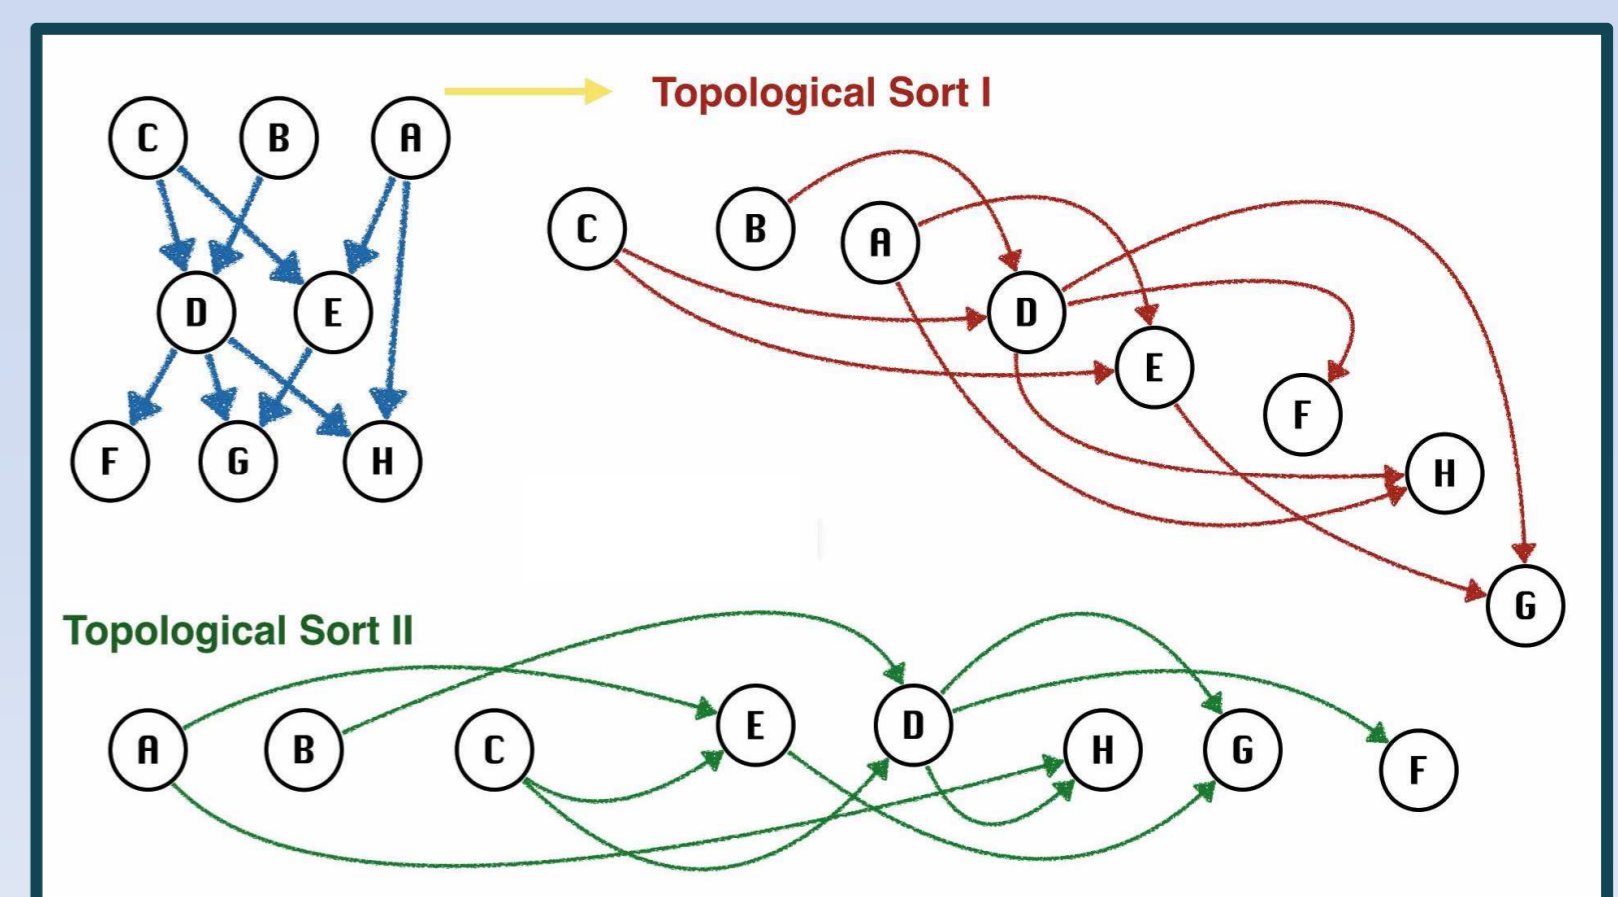 Topological Sort I
C B A
D E
F G H
C B A
D
E
F
H
G
Topological Sort II
A B C E D H G F